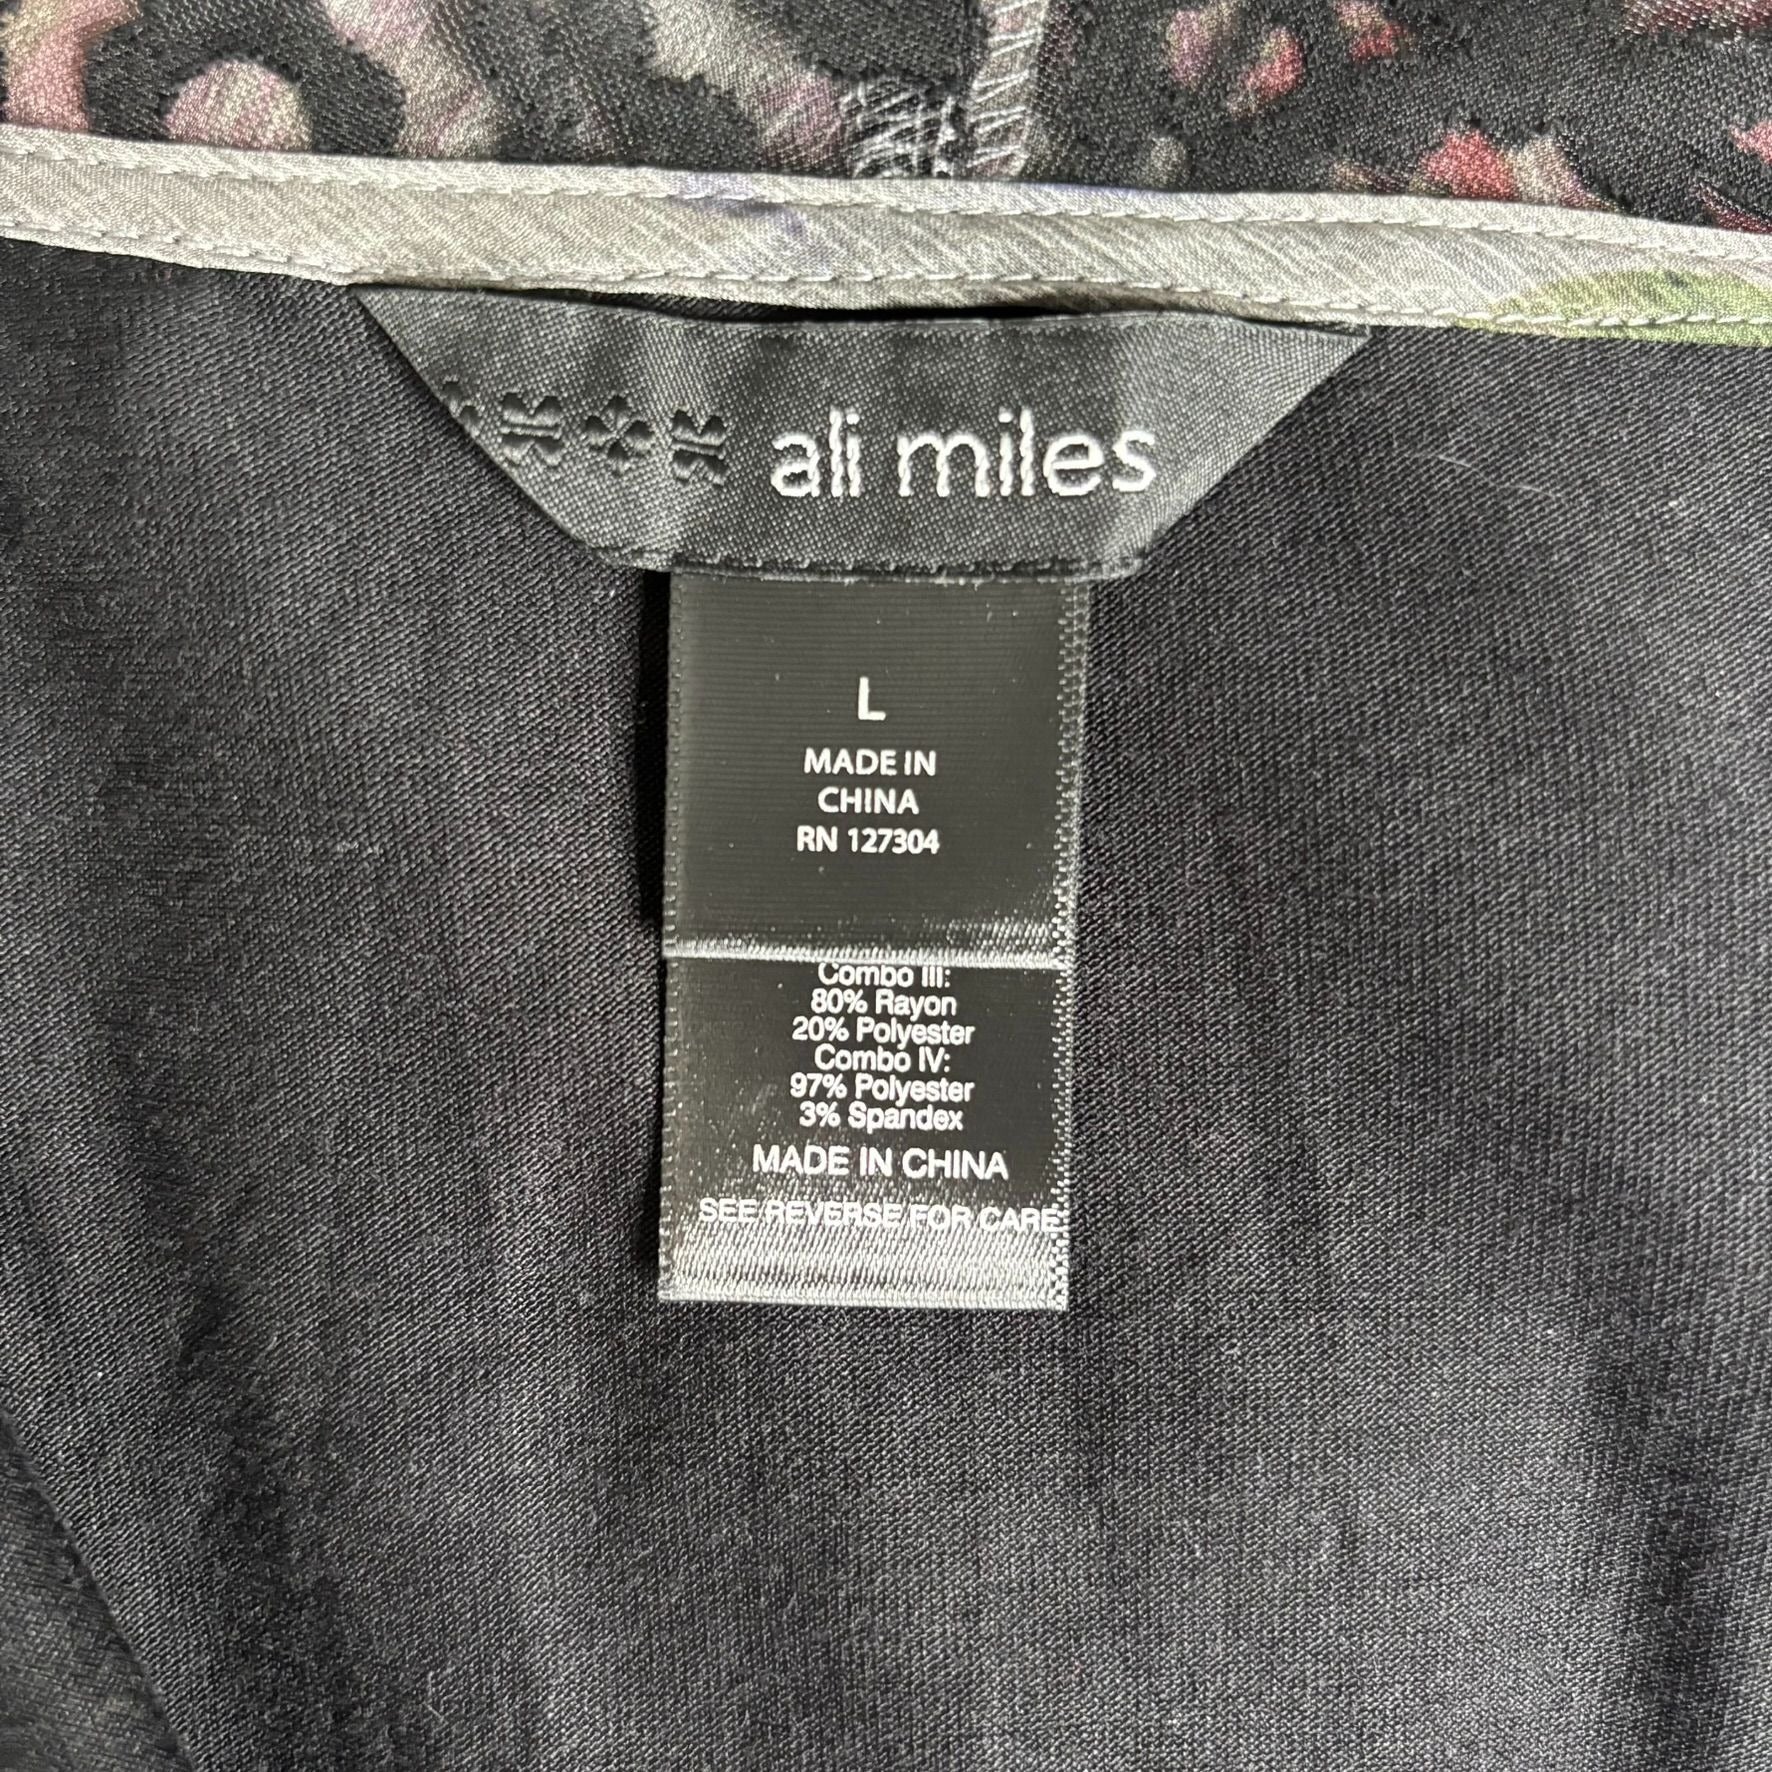 ali miles
L
MADE IN
CHINA
RN 127304
Combo III:
80% Rayon
20% Polyester
Combo IV:
97% Polyester
3% Spandex
MADE IN CHINA
SEE REVERSE FOR CARE